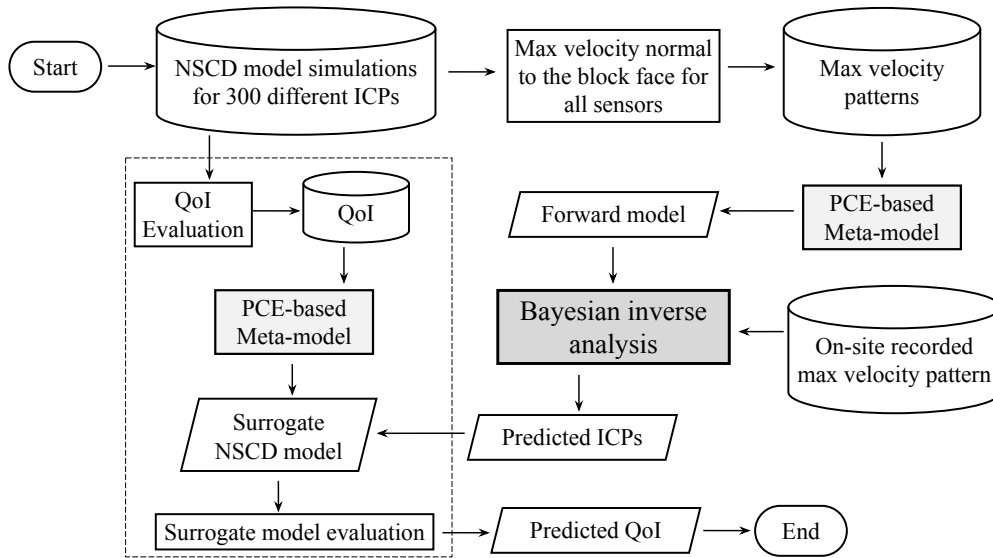 Start
NSCD model simulations
for 300 different ICPs
Max velocity normal
to the block face for
all sensors
Max velocity
patterns
QoI
Evaluation
QoI
Forward model
PCE-based
Meta-model
PCE-based
Meta-model
Bayesian inverse
analysis
On-site recorded
max velocity pattern
Surrogate
NSCD model
Predicted ICPs
Surrogate model evaluation
Predicted QoI
End